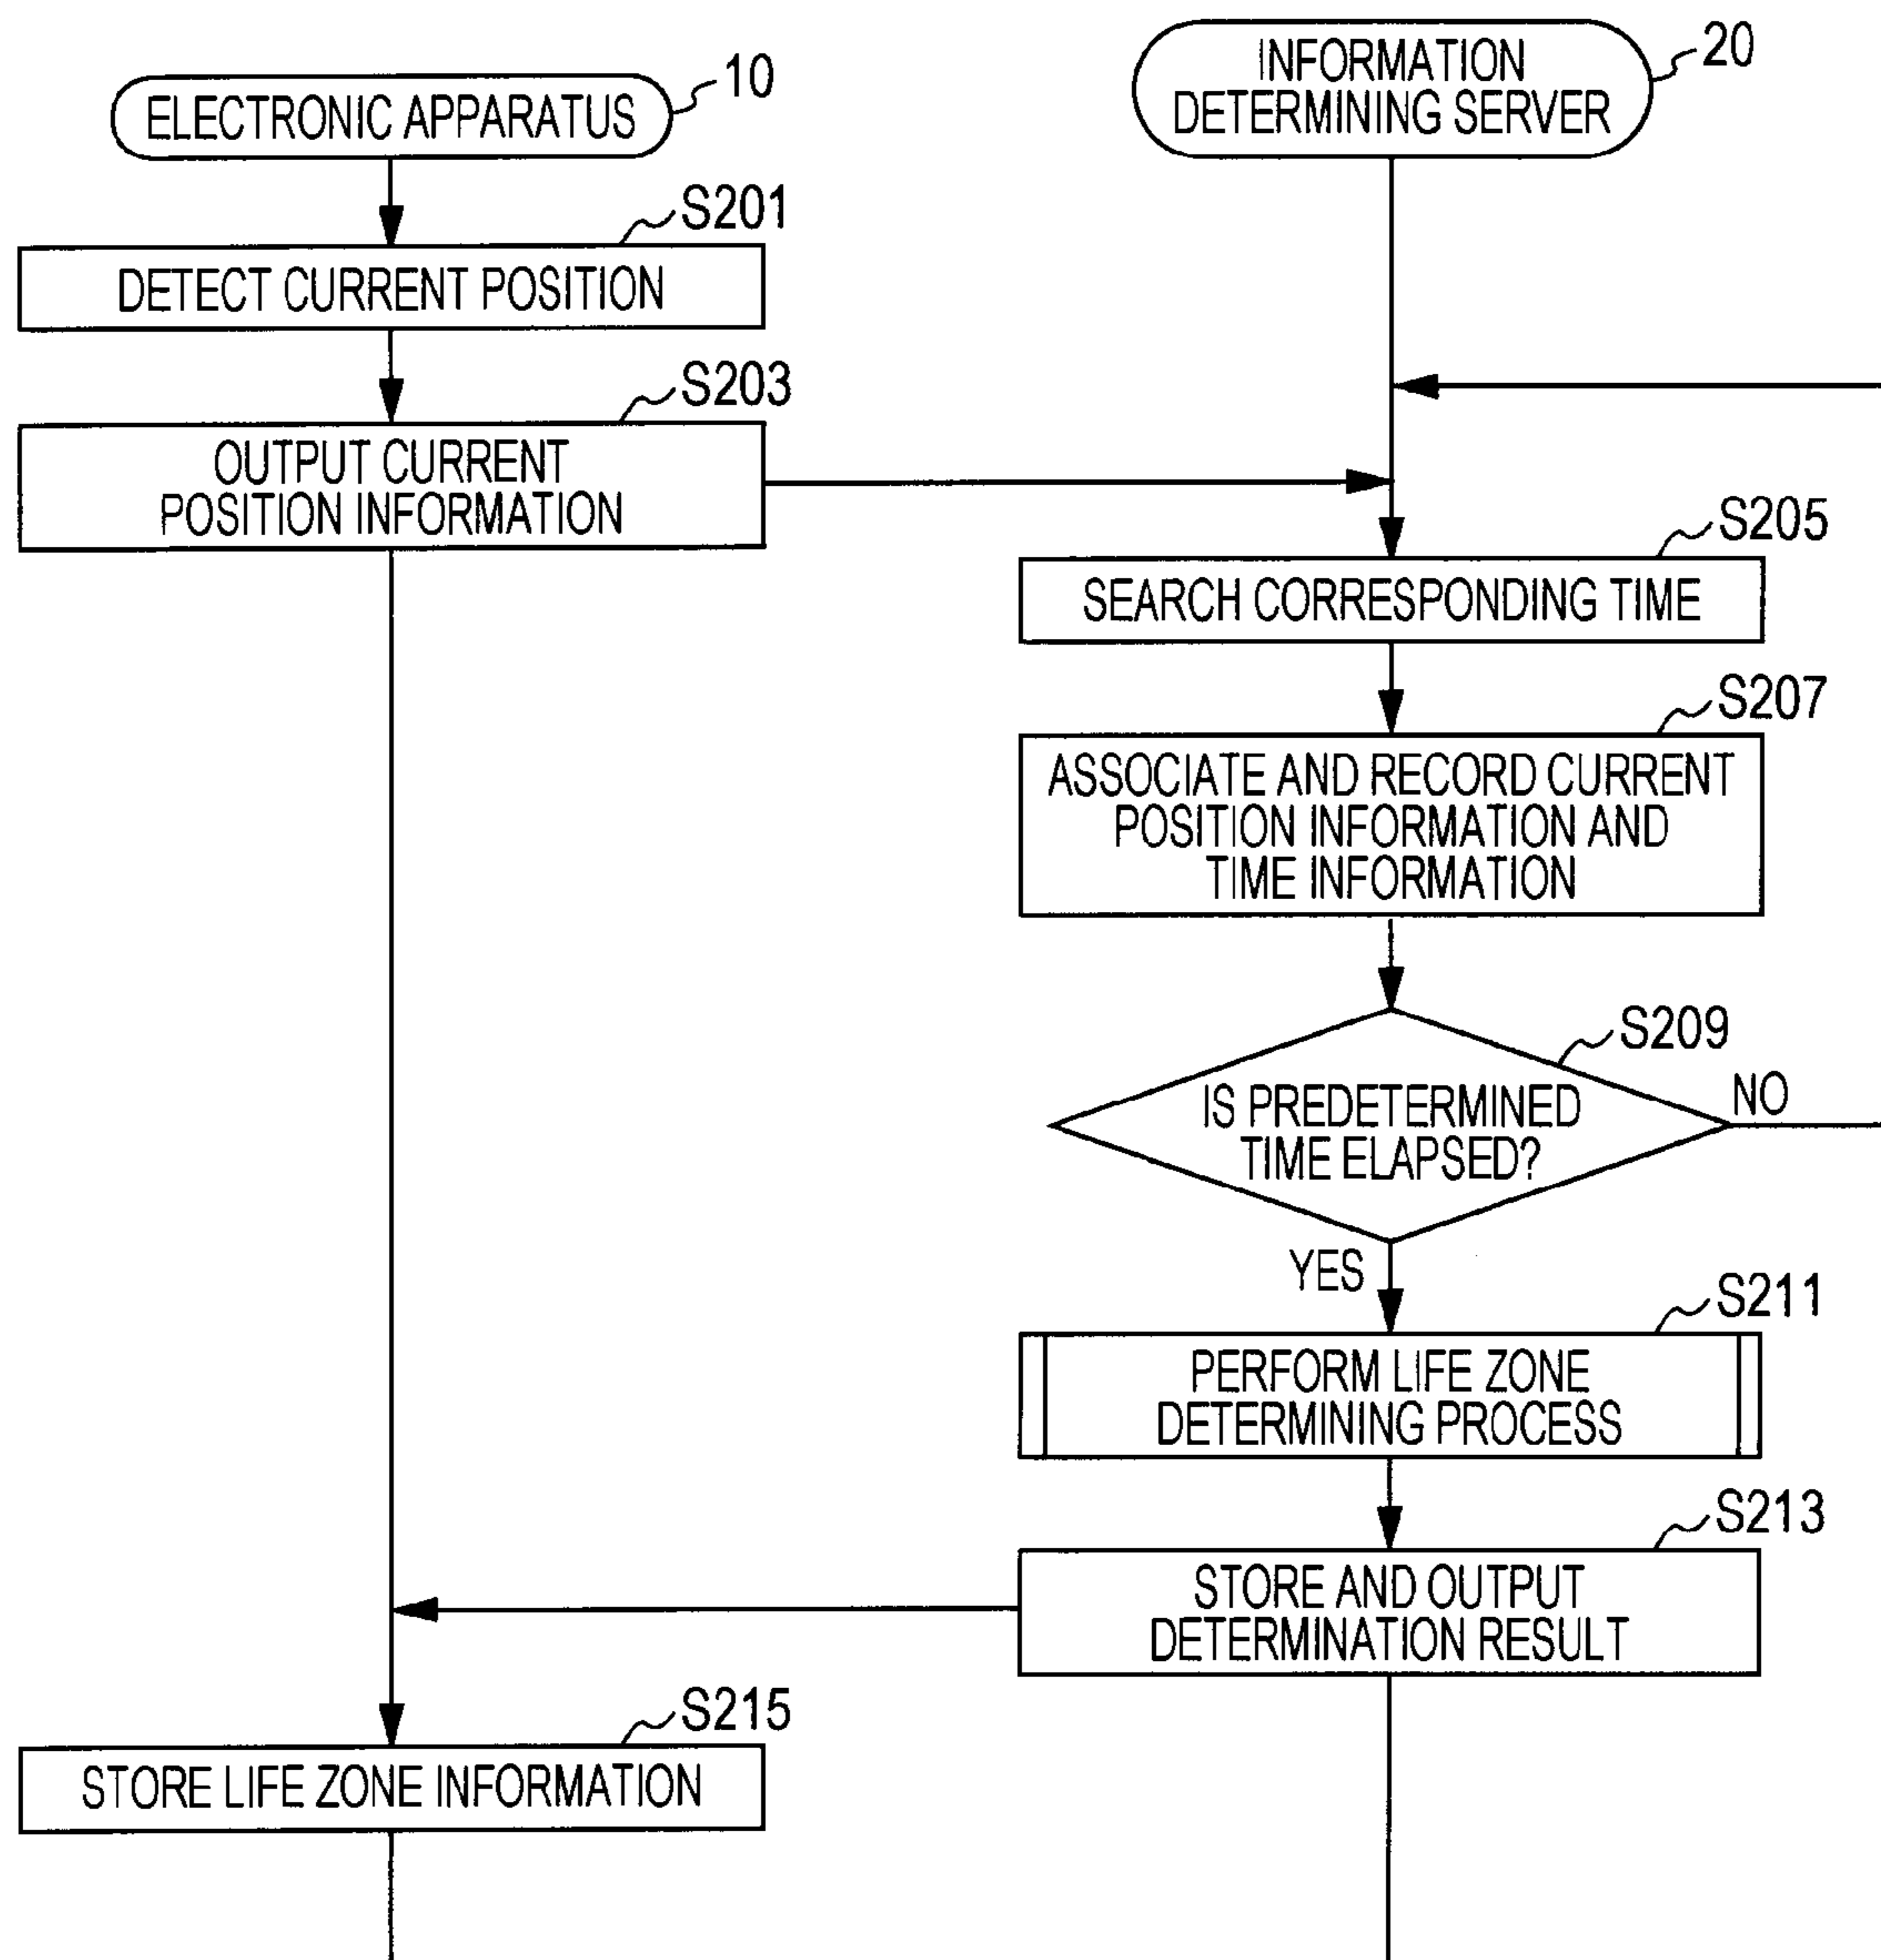 ELECTRONIC APPARATUS
10
INFORMATION
DETERMINING SERVER
20
S201
DETECT CURRENT POSITION
S203
OUTPUT CURRENT
POSITION INFORMATION
S205
SEARCH CORRESPONDING TIME
S207
ASSOCIATE AND RECORD CURRENT
POSITION INFORMATION AND
TIME INFORMATION
S209
IS PREDETERMINED
TIME ELAPSED?
NO
YES
S211
PERFORM LIFE ZONE
DETERMINING PROCESS
S213
STORE AND OUTPUT
DETERMINATION RESULT
S215
STORE LIFE ZONE INFORMATION